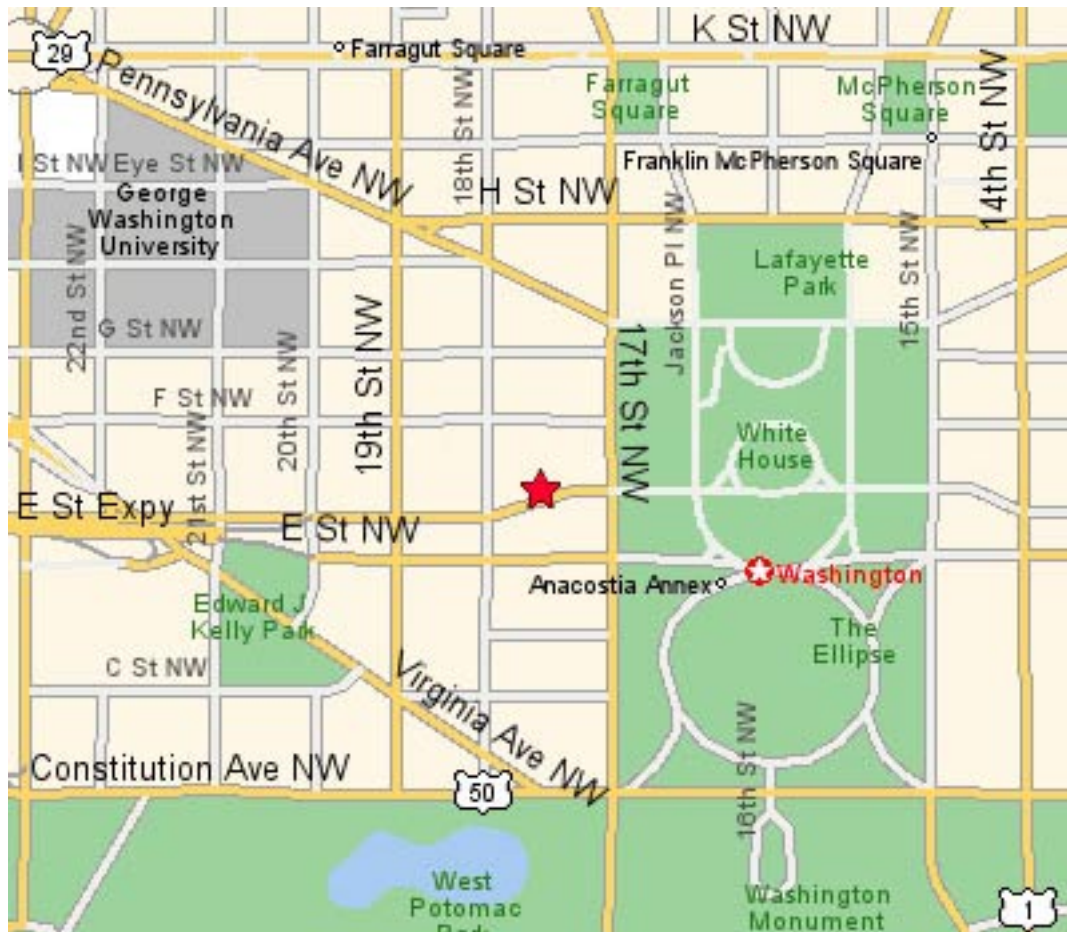 K St NW
29
Farragut Square
Pennsylvania Ave NW
Farragut
Square
McPherson
Square
14th St NW
18th St NW
I St NW
Eye St NW
Franklin McPherson Square
George
Washington
University
H St NW
22nd St NW
Jackson Pl NW
15th St NW
Lafayette
Park
G St NW
19th St NW
17th St NW
20th St NW
F St NW
21st St NW
White
House
E St Expy
E St NW
Anacostia Annex
Washington
Edward J
Kelly Park
The
Ellipse
C St NW
Virginia Ave NW
16th St NW
Constitution Ave NW
50
West
Potomac
Park
Washington
Monument
1